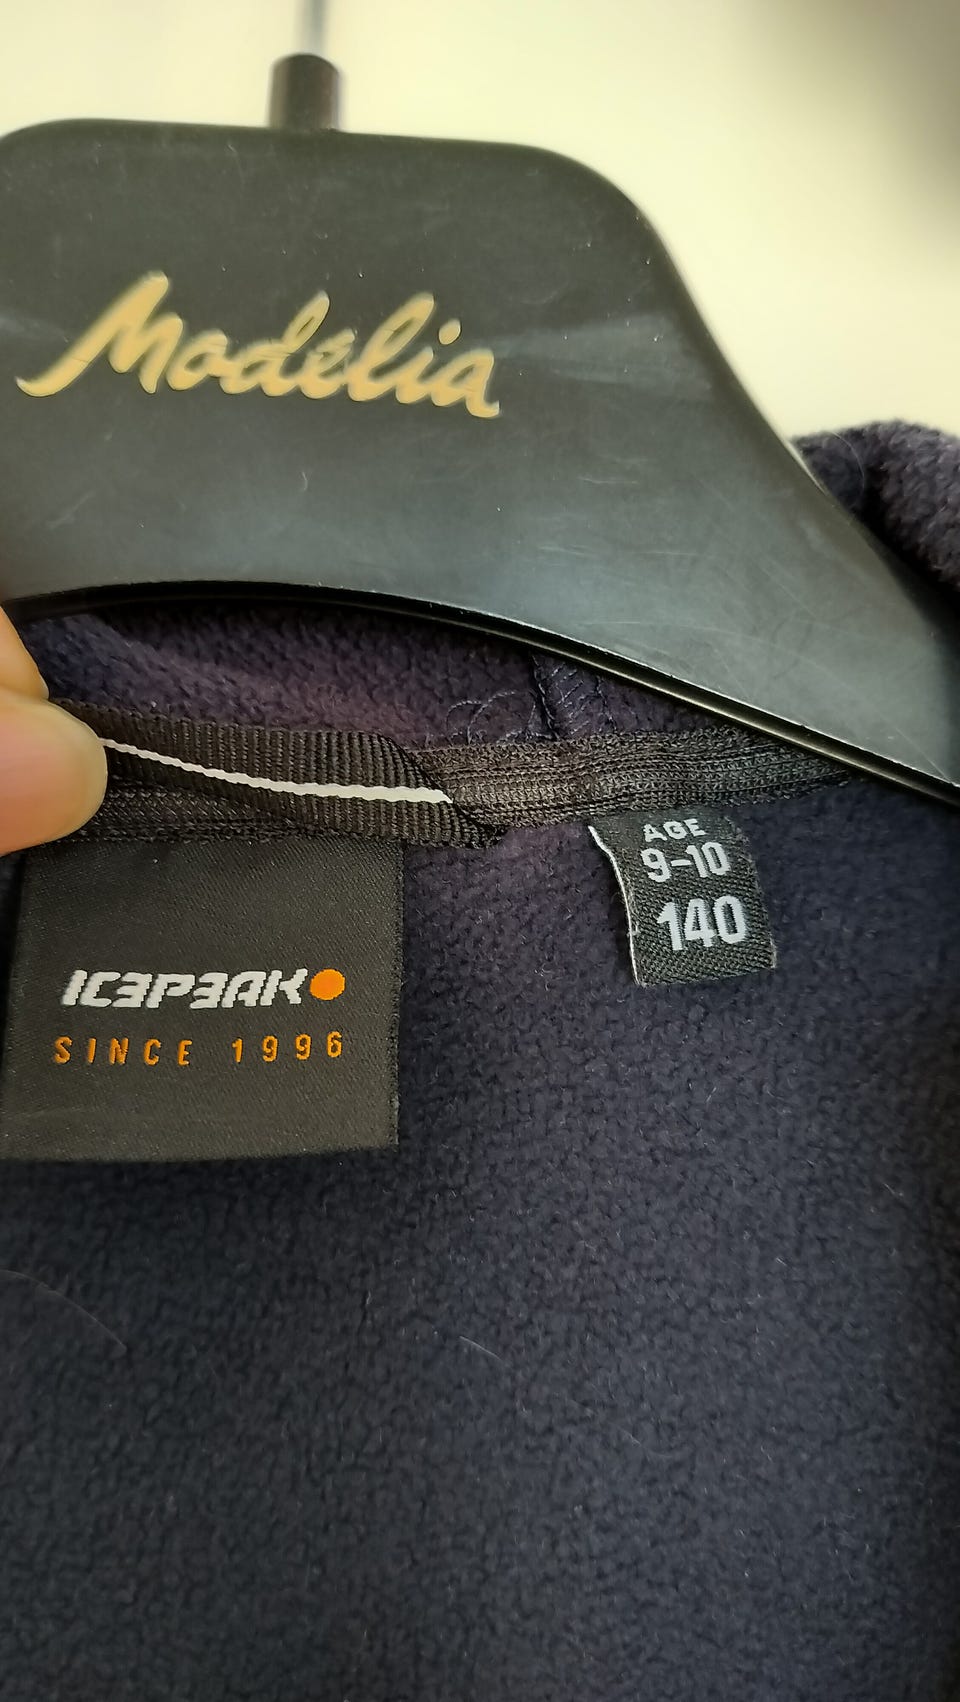 Modelia
AGE
9-10
140
ICEPEAK
SINCE 1996